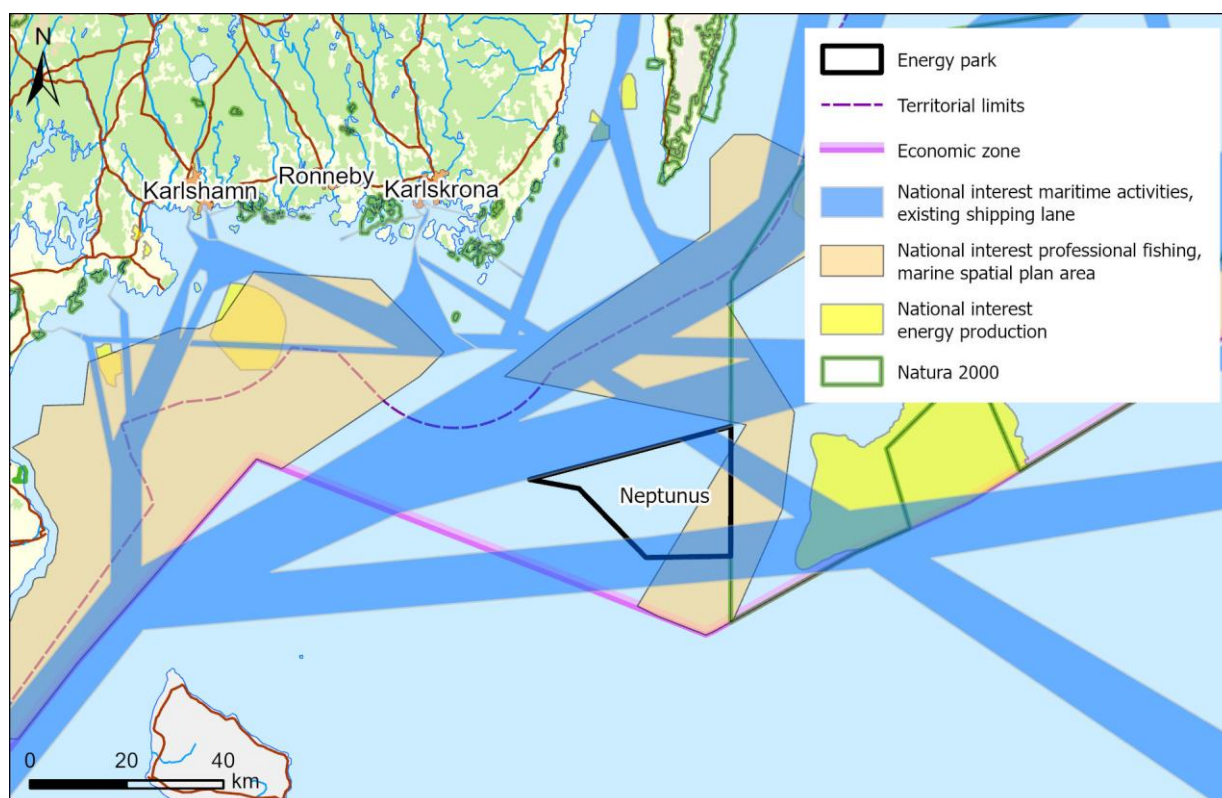 N
Karlshamn
Ronneby
Karlskrona
Neptunus
0 20 40
km
Energy park
Territorial limits
Economic zone
National interest maritime activities,
existing shipping lane
National interest professional fishing,
marine spatial plan area
National interest
energy production
Natura 2000